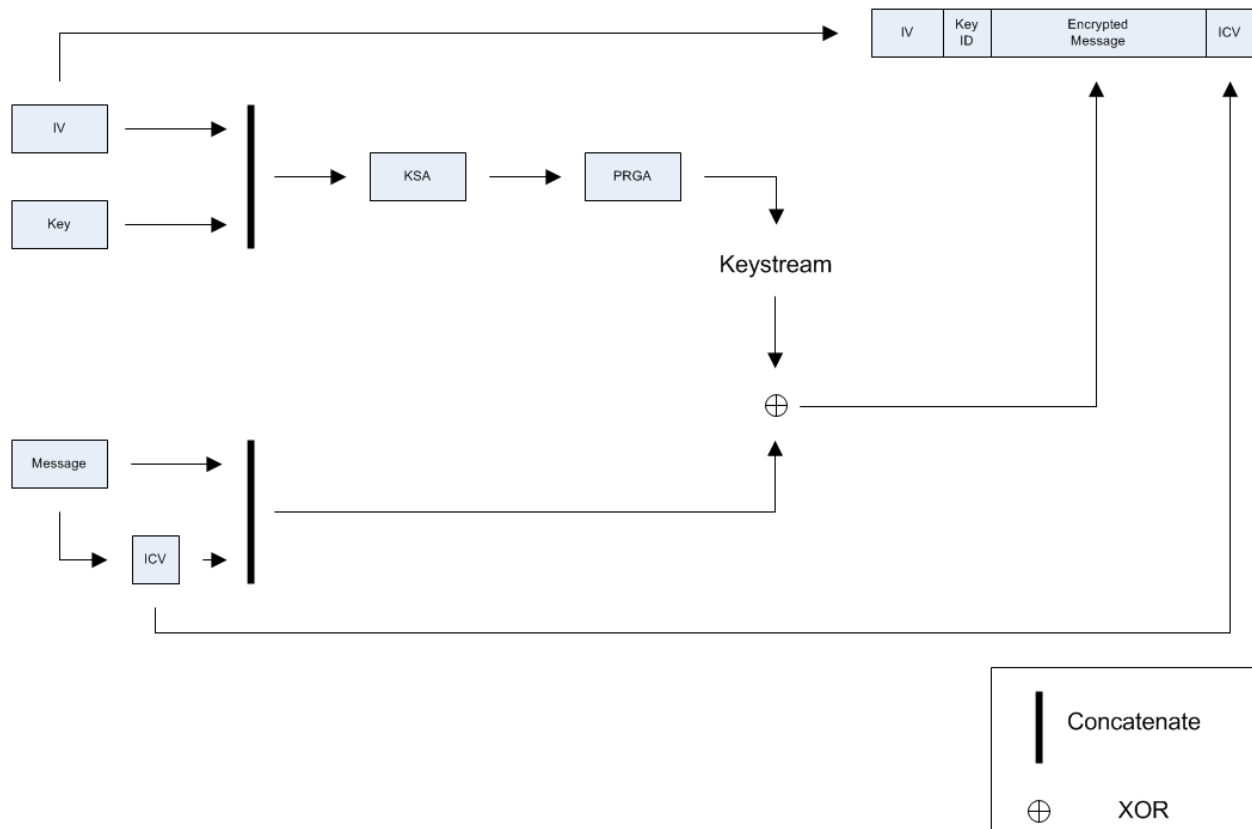 IV
Key
ID
Encrypted
Message
ICV
IV
KSA
PRGA
Key
Keystream
Message
ICV
Concatenate
XOR